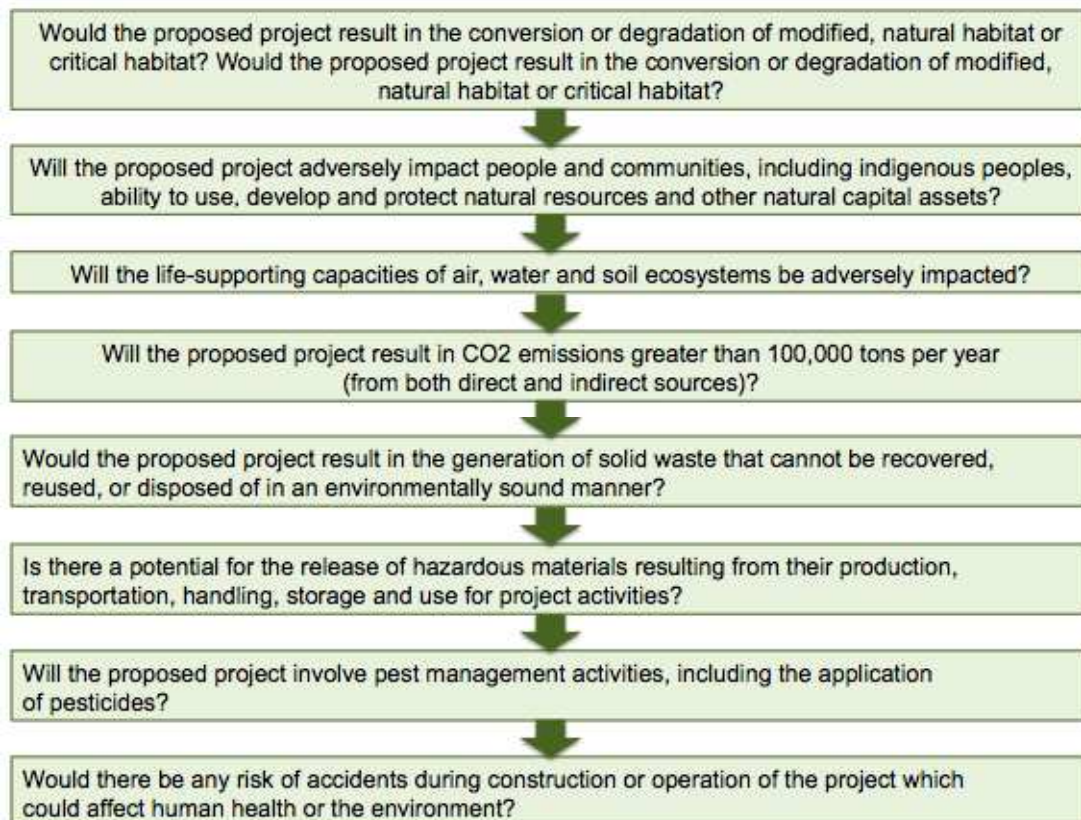 Would the proposed project result in the conversion or degradation of modified, natural habitat or
critical habitat? Would the proposed project result in the conversion or degradation of modified,
natural habitat or critical habitat?
Will the proposed project adversely impact people and communities, including indigenous peoples,
ability to use, develop and protect natural resources and other natural capital assets?
Will the life-supporting capacities of air, water and soil ecosystems be adversely impacted?
Will the proposed project result in CO2 emissions greater than 100,000 tons per year
(from both direct and indirect sources)?
Would the proposed project result in the generation of solid waste that cannot be recovered,
reused, or disposed of in an environmentally sound manner?
Is there a potential for the release of hazardous materials resulting from their production,
transportation, handling, storage and use for project activities?
Will the proposed project involve pest management activities, including the application
of pesticides?
Would there be any risk of accidents during construction or operation of the project which
could affect human health or the environment?